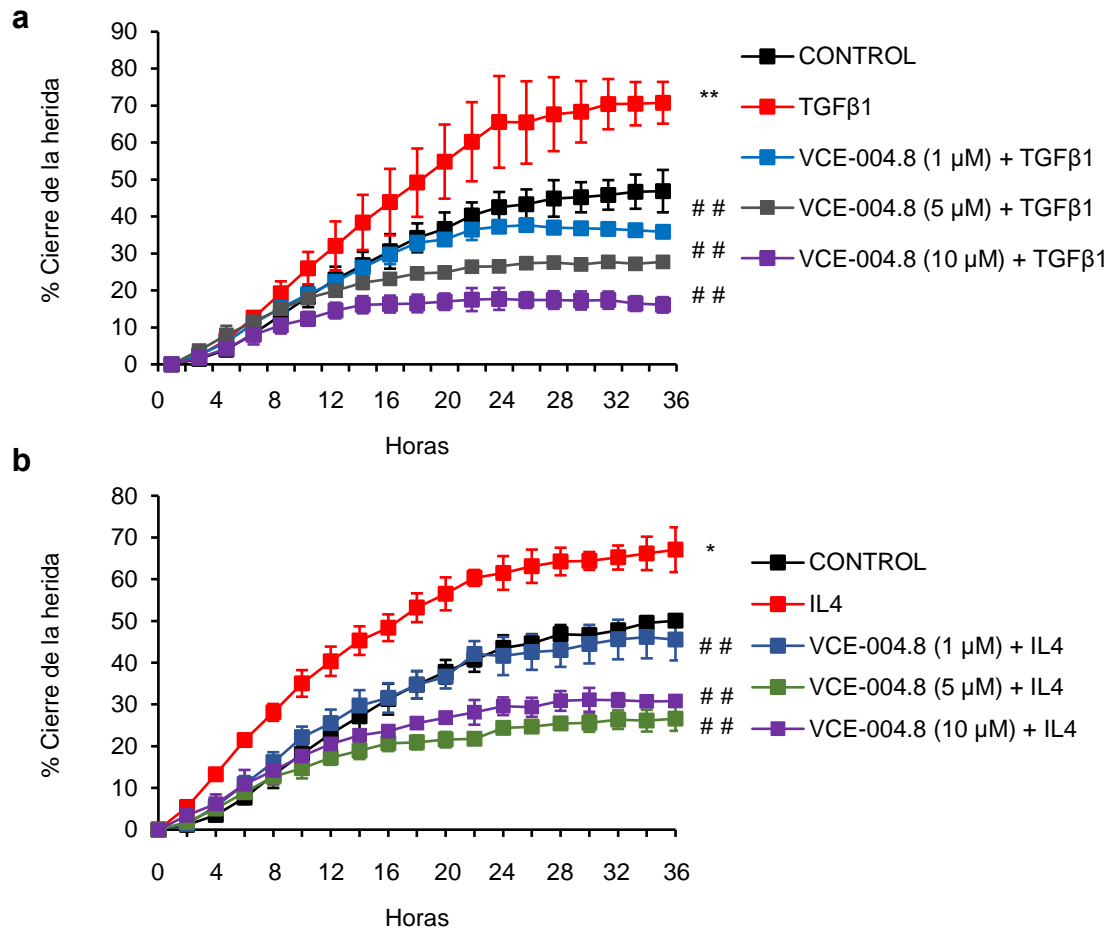 a
% Cierre de la herida
90
80
70
60
50
40
30
20
10
0
0 4 8 12 16 20 24 28 32 36
Horas
**
# #
# #
# #
CONTROL
TGFβ1
VCE-004.8 (1 µM) + TGFβ1
VCE-004.8 (5 µM) + TGFβ1
VCE-004.8 (10 µM) + TGFβ1
b
% Cierre de la herida
80
70
60
50
40
30
20
10
0
0 4 8 12 16 20 24 28 32 36
Horas
*
# #
# #
# #
CONTROL
IL4
VCE-004.8 (1 µM) + IL4
VCE-004.8 (5 µM) + IL4
VCE-004.8 (10 µM) + IL4